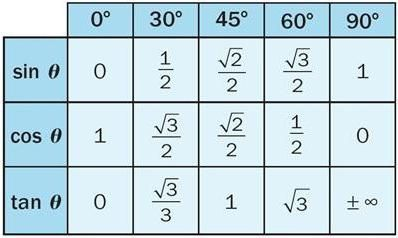 0° 30° 45° 60° 90°
sin θ 0 1/2 √2/2 √3/2 1
cos θ 1 √3/2 √2/2 1/2 0
tan θ 0 √3/3 1 √3 ± ∞